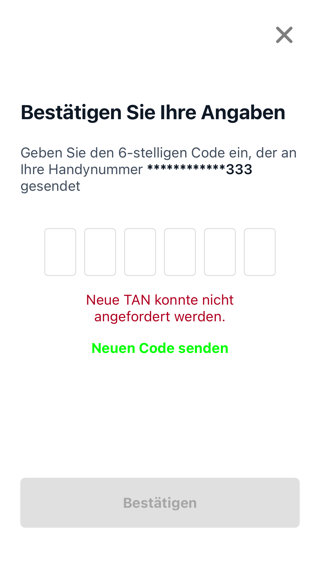 Bestätigen Sie Ihre Angaben
Geben Sie den 6-stelligen Code ein, der an
Ihre Handynummer ************333
gesendet
Neue TAN konnte nicht
angefordert werden.
Neuen Code senden
Bestätigen